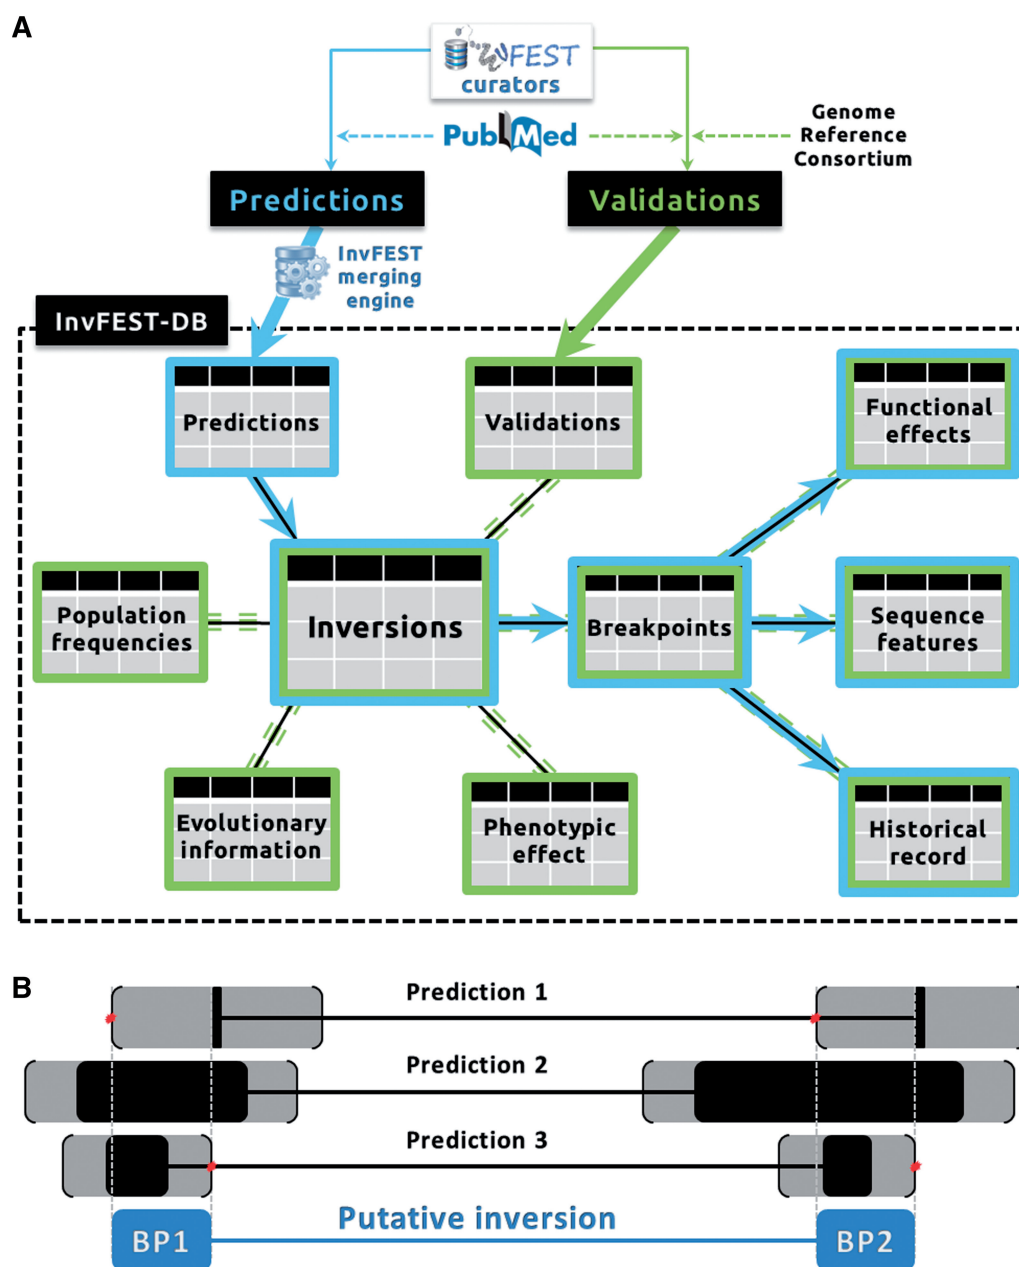 A
InvFEST
curators
PubMed
Genome
Reference
Consortium
Predictions
Validations
InvFEST
merging
engine
InvFEST-DB
Predictions
Validations
Functional
effects
Population
frequencies
Inversions
Breakpoints
Sequence
features
Evolutionary
information
Phenotypic
effect
Historical
record
B
Prediction 1
Prediction 2
Prediction 3
Putative inversion
BP1
BP2